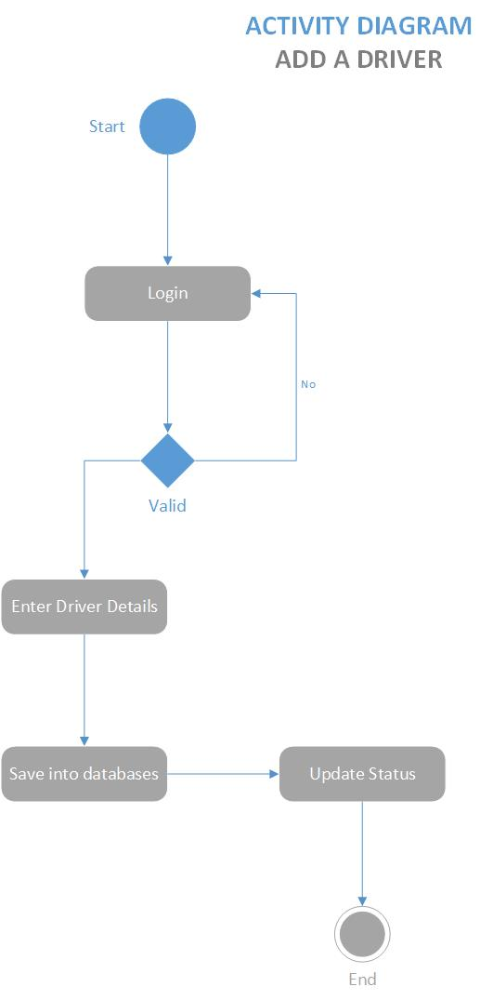 ACTIVITY DIAGRAM
ADD A DRIVER
Start
Login
No
Valid
Enter Driver Details
Save into databases
Update Status
End